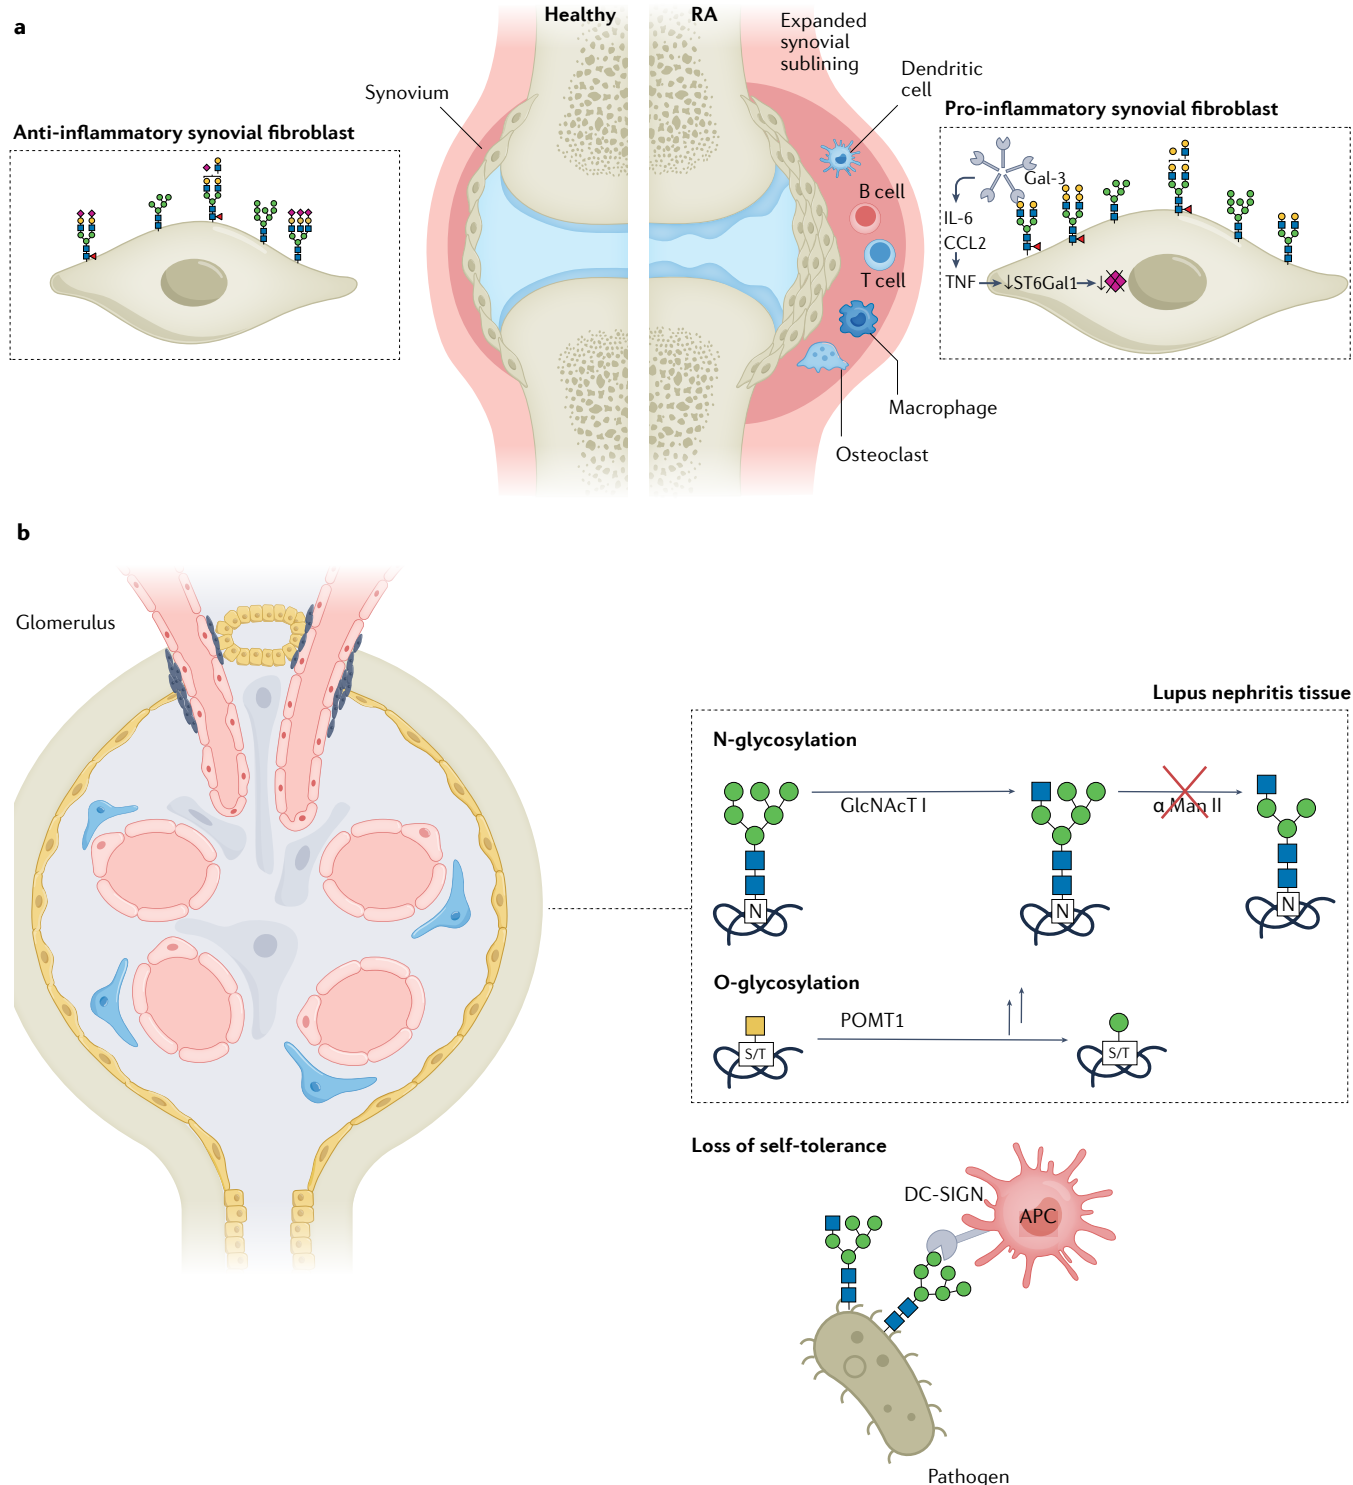 a
Healthy
RA
Expanded
synovial
sublining
Dendritic
cell
Synovium
Anti-inflammatory synovial fibroblast
Pro-inflammatory synovial fibroblast
Gal-3
B cell
IL-6
CCL2
T cell
TNF
↓ST6Gal1
↓
Macrophage
Osteoclast
b
Glomerulus
Lupus nephritis tissue
N-glycosylation
GlcNAcT I
α Man II
N
N
N
O-glycosylation
POMT1
S/T
S/T
Loss of self-tolerance
DC-SIGN
APC
Pathogen